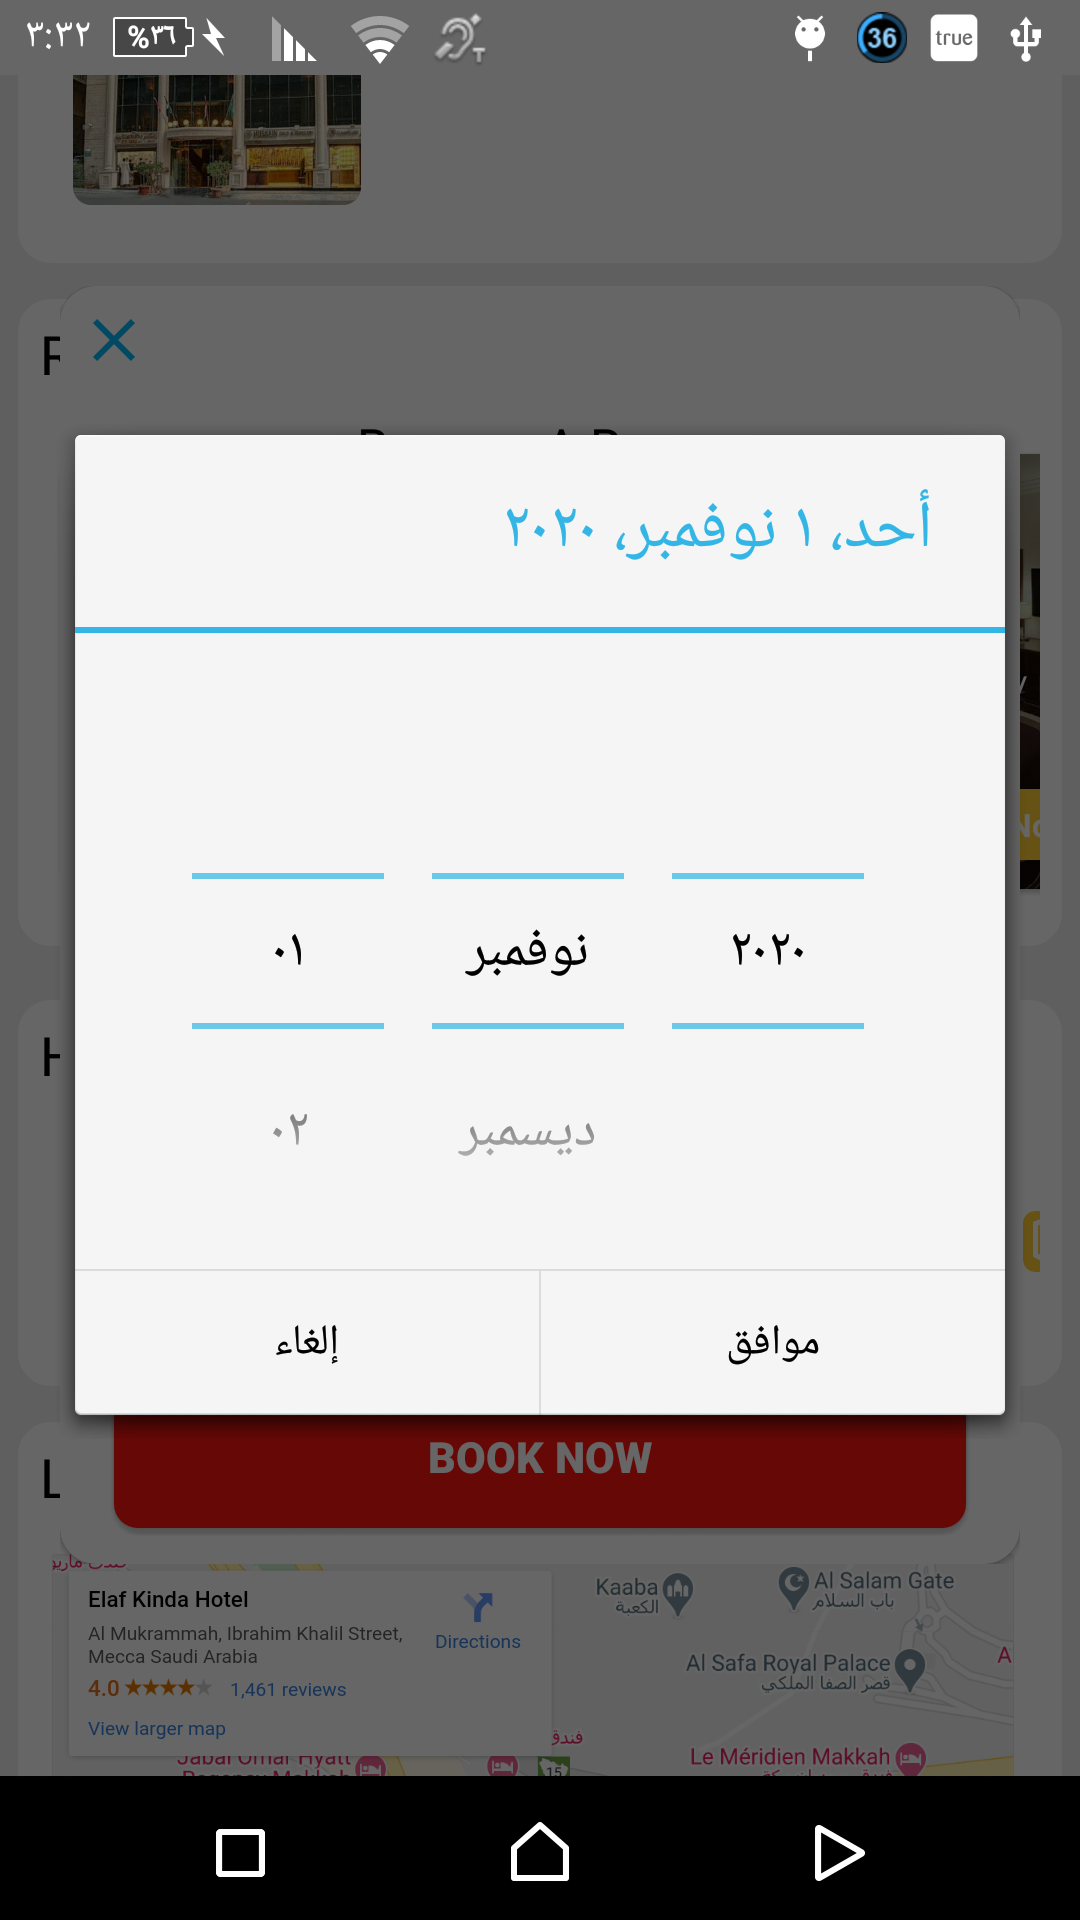 ٣:٣٢ %٣٦ 36 true
أحد، ١ نوفمبر، ٢٠٢٠
٠١ نوفمبر ٢٠٢٠
٠٢ ديسمبر
إلغاء موافق
BOOK NOW
Elaf Kinda Hotel
Al Mukrammah, Ibrahim Khalil Street,
Mecca Saudi Arabia
4.0 1,461 reviews
View larger map
Directions
Kaaba
الكعبة
Al Salam Gate
باب السلام
Al Safa Royal Palace
قصر الصفا الملكي
فندق
Jabal Omar Hyatt
Regency Makkah
15
Le Méridien Makkah